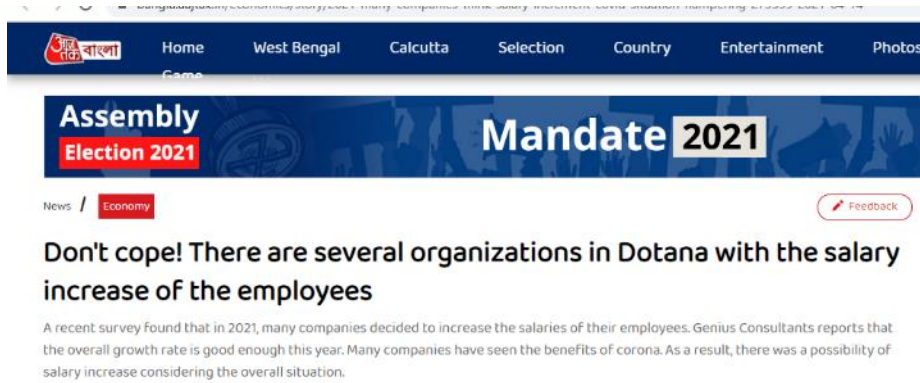 আজ तक বাংলা Home West Bengal Calcutta Selection Country Entertainment Photos
Game
Assembly
Election 2021
Mandate 2021
News / Economy
Feedback
Don't cope! There are several organizations in Dotana with the salary
increase of the employees
A recent survey found that in 2021, many companies decided to increase the salaries of their employees. Genius Consultants reports that
the overall growth rate is good enough this year. Many companies have seen the benefits of corona. As a result, there was a possibility of
salary increase considering the overall situation.